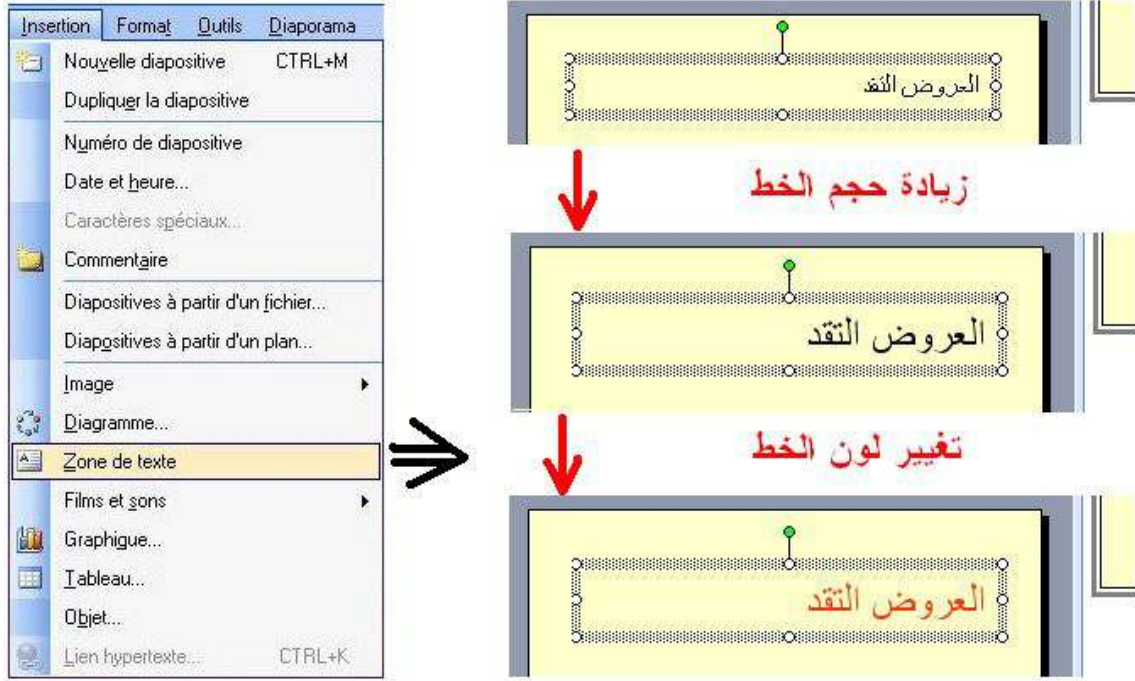 Insertion Format Outils Diaporama
Nouvelle diapositive CTRL+M
Dupliquer la diapositive
Numéro de diapositive
Date et heure...
Caractères spéciaux...
Commentaire
Diapositives à partir d'un fichier...
Diapositives à partir d'un plan...
Image
Diagramme...
Zone de texte
Films et sons
Graphique...
Tableau...
Objet...
Lien hypertexte... CTRL+K
العروض التقد
زيادة حجم الخط
العروض التقد
تغيير لون الخط
العروض التقد